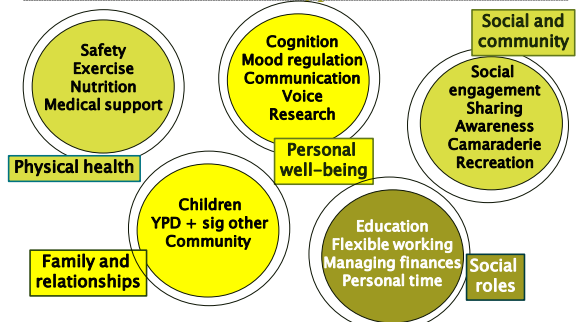 Safety
Exercise
Nutrition
Medical support
Physical health
Cognition
Mood regulation
Communication
Voice
Research
Personal
well-being
Social and
community
Social
engagement
Sharing
Awareness
Camaraderie
Recreation
Children
YPD + sig other
Community
Family and
relationships
Education
Flexible working
Managing finances
Personal time
Social
roles